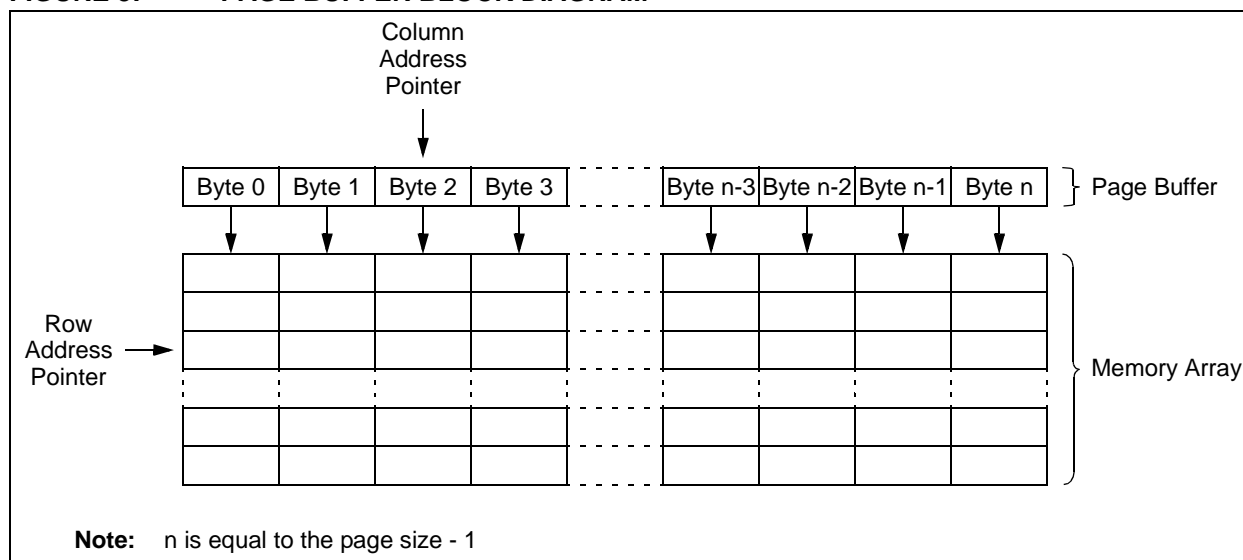 Column
Address
Pointer
Byte 0 Byte 1 Byte 2 Byte 3 Byte n-3 Byte n-2 Byte n-1 Byte n
Page Buffer
Row
Address
Pointer
Memory Array
Note: n is equal to the page size - 1